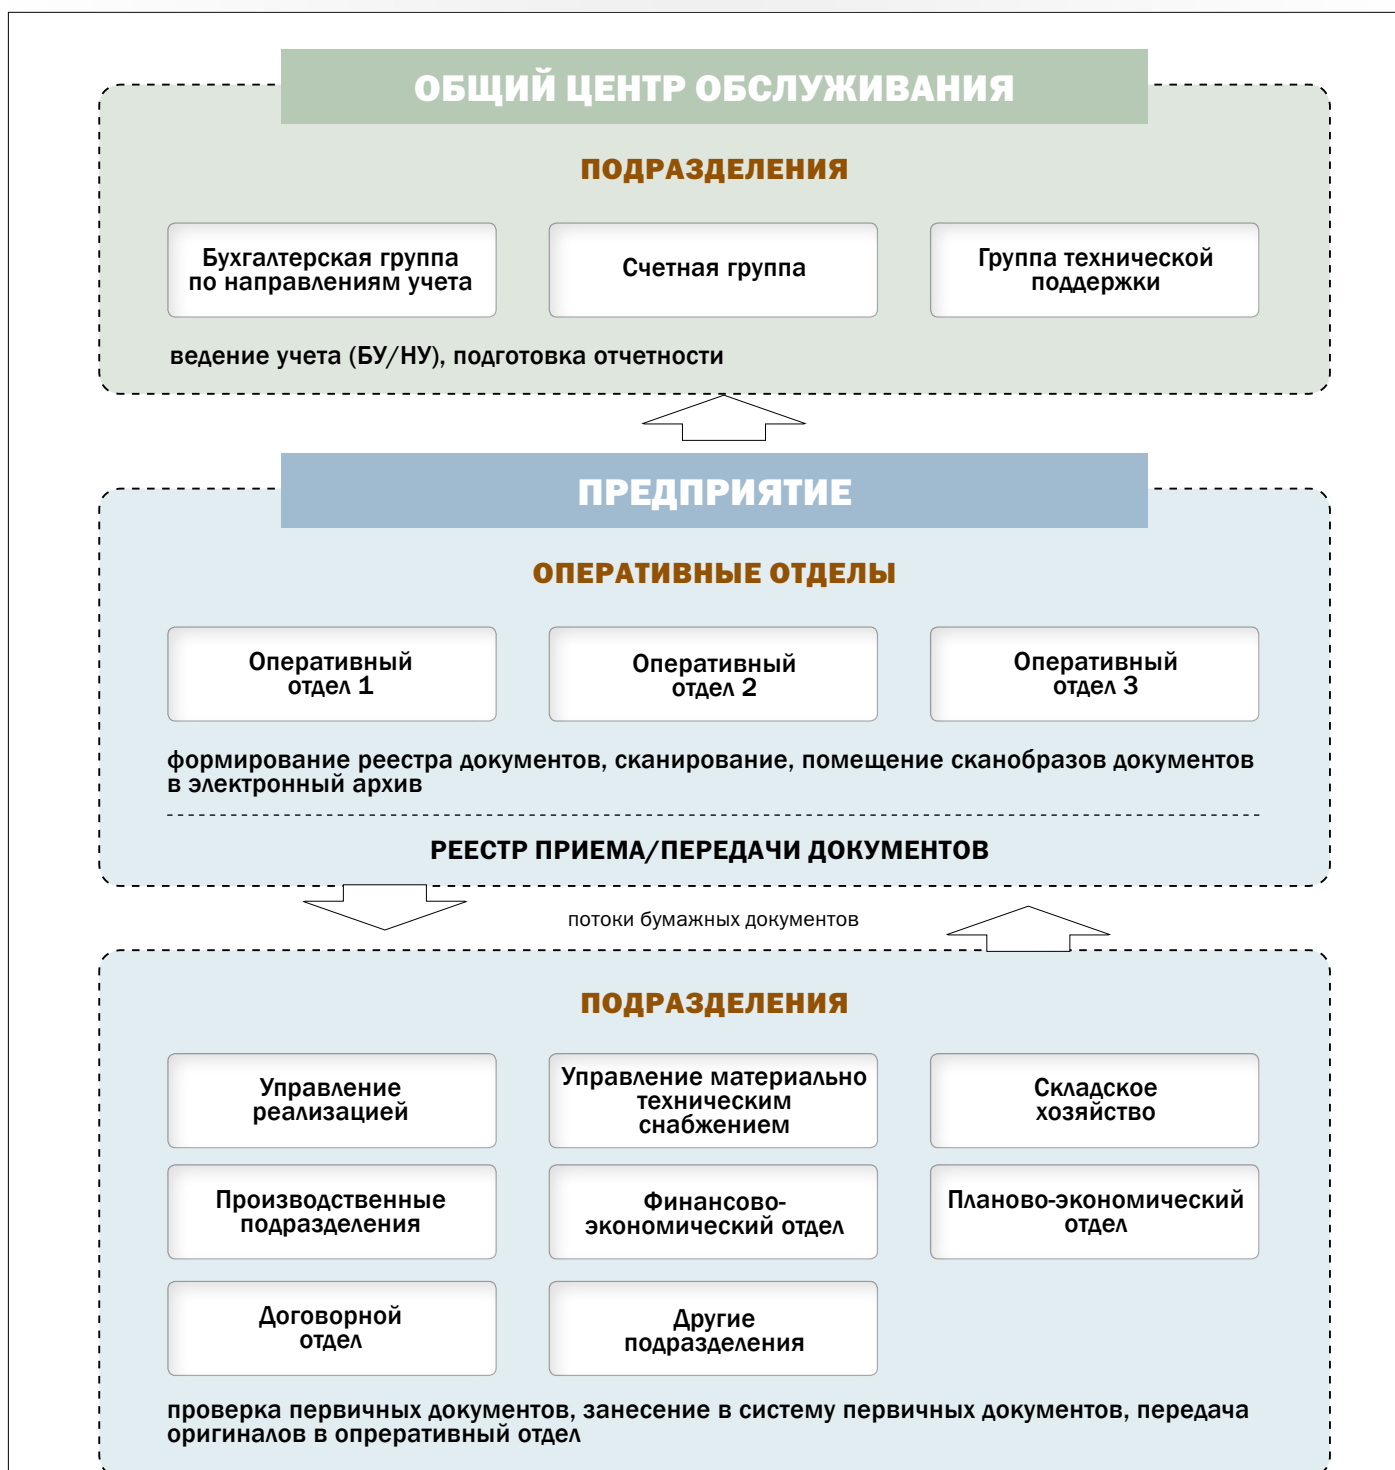 ОБЩИЙ ЦЕНТР ОБСЛУЖИВАНИЯ
ПОДРАЗДЕЛЕНИЯ
Бухгалтерская группа
по направлениям учета
Счетная группа
Группа технической
поддержки
ведение учета (БУ/НУ), подготовка отчетности
ПРЕДПРИЯТИЕ
ОПЕРАТИВНЫЕ ОТДЕЛЫ
Оперативный
отдел 1
Оперативный
отдел 2
Оперативный
отдел 3
формирование реестра документов, сканирование, помещение сканобразов документов
в электронный архив
РЕЕСТР ПРИЕМА/ПЕРЕДАЧИ ДОКУМЕНТОВ
потоки бумажных документов
ПОДРАЗДЕЛЕНИЯ
Управление
реализацией
Управление материально
техническим
снабжением
Складское
хозяйство
Производственные
подразделения
Финансово-
экономический отдел
Планово-экономический
отдел
Договорной
отдел
Другие
подразделения
проверка первичных документов, занесение в систему первичных документов, передача
оригиналов в опреративный отдел